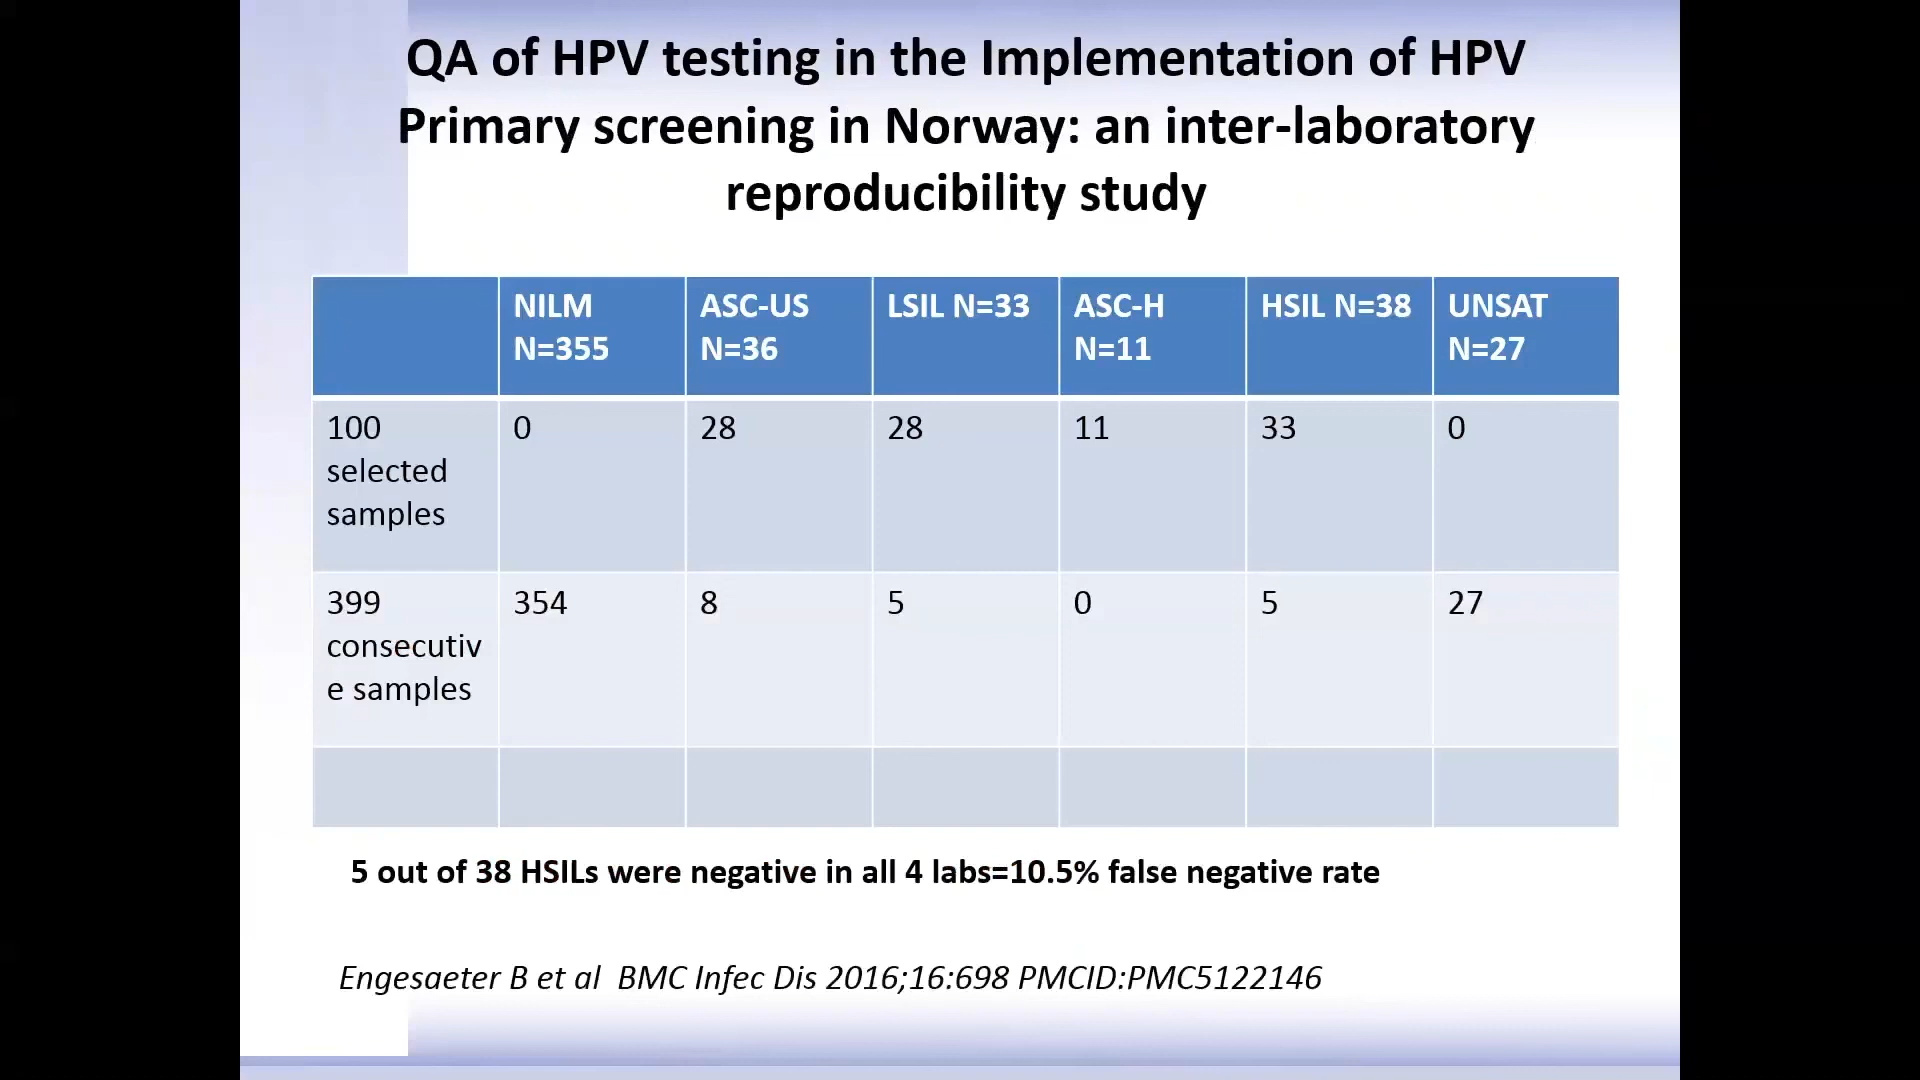 QA of HPV testing in the Implementation of HPV
Primary screening in Norway: an inter-laboratory
reproducibility study
NILM N=355 ASC-US N=36 LSIL N=33 ASC-H N=11 HSIL N=38 UNSAT N=27
100 selected samples 0 28 28 11 33 0
399 consecutive samples 354 8 5 0 5 27
5 out of 38 HSILs were negative in all 4 labs=10.5% false negative rate
Engesaeter B et al BMC Infec Dis 2016;16:698 PMCID:PMC5122146